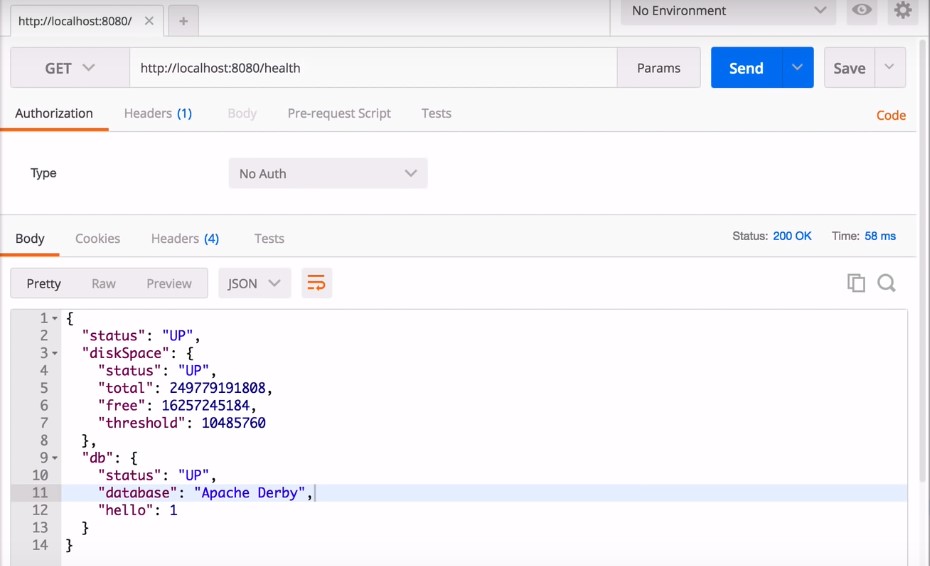 http://localhost:8080/ × +
No Environment
GET http://localhost:8080/health Params Send Save
Authorization Headers (1) Body Pre-request Script Tests Code
Type No Auth
Body Cookies Headers (4) Tests Status: 200 OK Time: 58 ms
Pretty Raw Preview JSON
1 {
2 "status": "UP",
3 "diskSpace": {
4 "status": "UP",
5 "total": 249779191808,
6 "free": 16257245184,
7 "threshold": 10485760
8 },
9 "db": {
10 "status": "UP",
11 "database": "Apache Derby",
12 "hello": 1
13 }
14 }